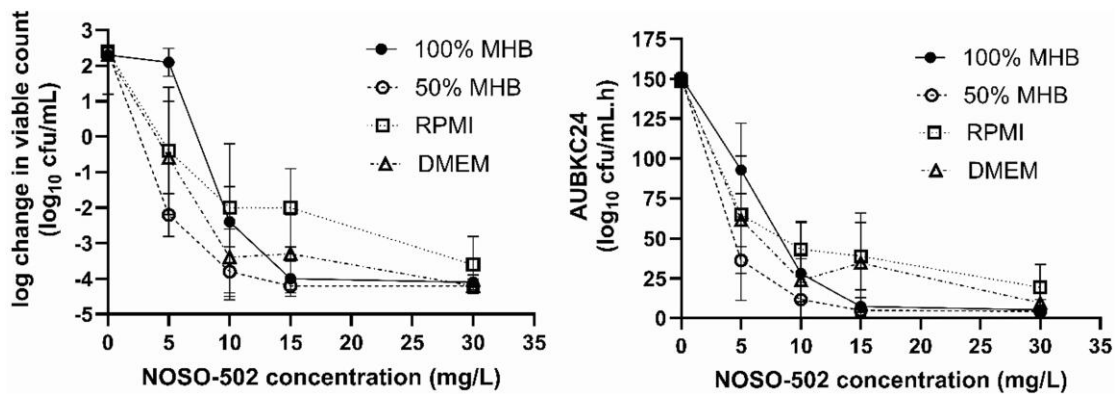 log change in viable count
(log10 cfu/mL)
3
2
1
0
-1
-2
-3
-4
-5
100% MHB
50% MHB
RPMI
DMEM
0 5 10 15 20 25 30 35
NOSO-502 concentration (mg/L)
AUBKC24
(log10 cfu/mL.h)
175
150
125
100
75
50
25
0
100% MHB
50% MHB
RPMI
DMEM
0 5 10 15 20 25 30 35
NOSO-502 concentration (mg/L)